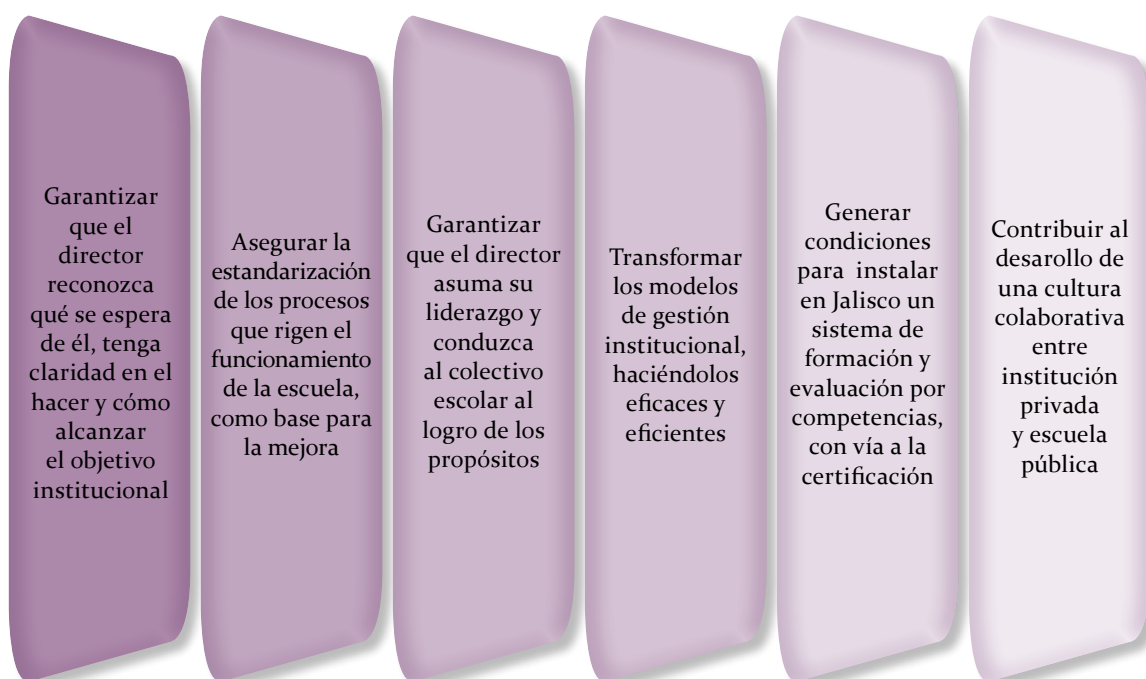 Garantizar
que el
director
reconozca
qué se espera
de él, tenga
claridad en el
hacer y cómo
alcanzar
el objetivo
institucional
Asegurar la
estandarización
de los procesos
que rigen el
funcionamiento
de la escuela,
como base para
la mejora
Garantizar
que el director
asuma su
liderazgo y
conduzca
al colectivo
escolar al
logro de los
propósitos
Transformar
los modelos
de gestión
institucional,
haciéndolos
eficaces y
eficientes
Generar
condiciones
para instalar
en Jalisco un
sistema de
formación y
evaluación por
competencias,
con vía a la
certificación
Contribuir al
desarollo de
una cultura
colaborativa
entre
institución
privada
y escuela
pública